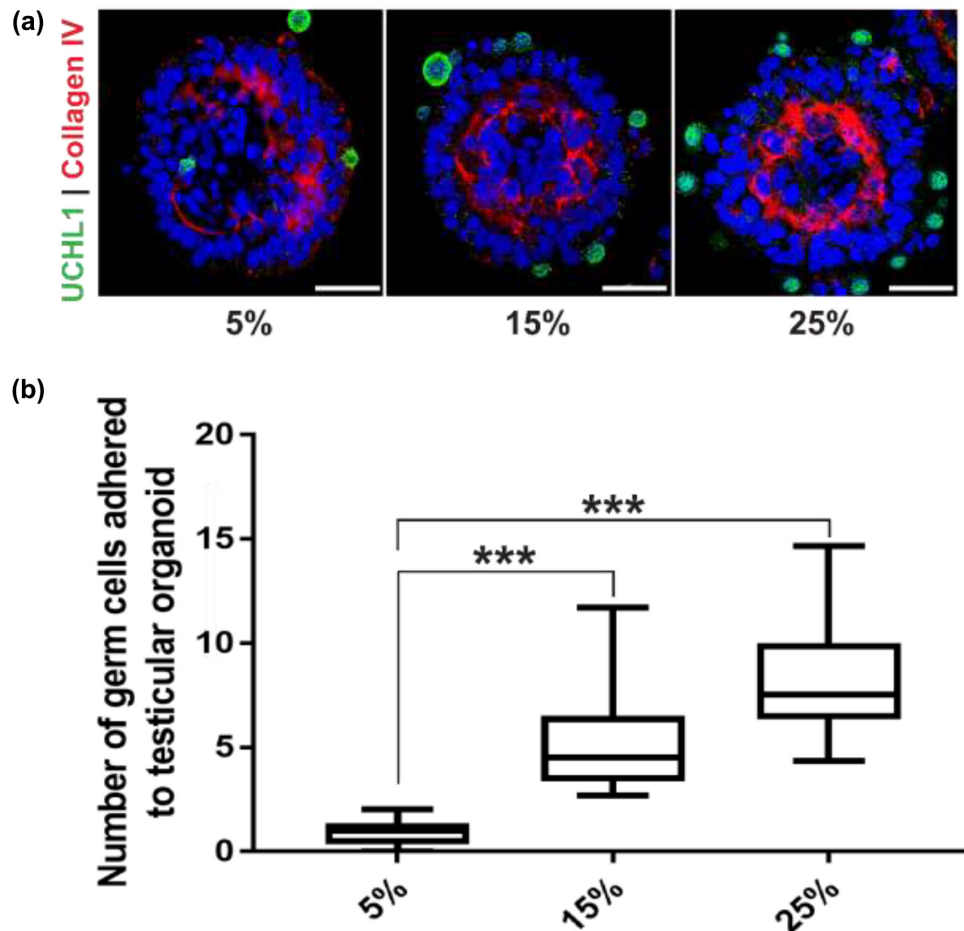 (a)
UCHL1 | Collagen IV
5%
15%
25%
(b)
Number of germ cells adhered
to testicular organoid
20
15
10
5
0
***
***
5%
15%
25%